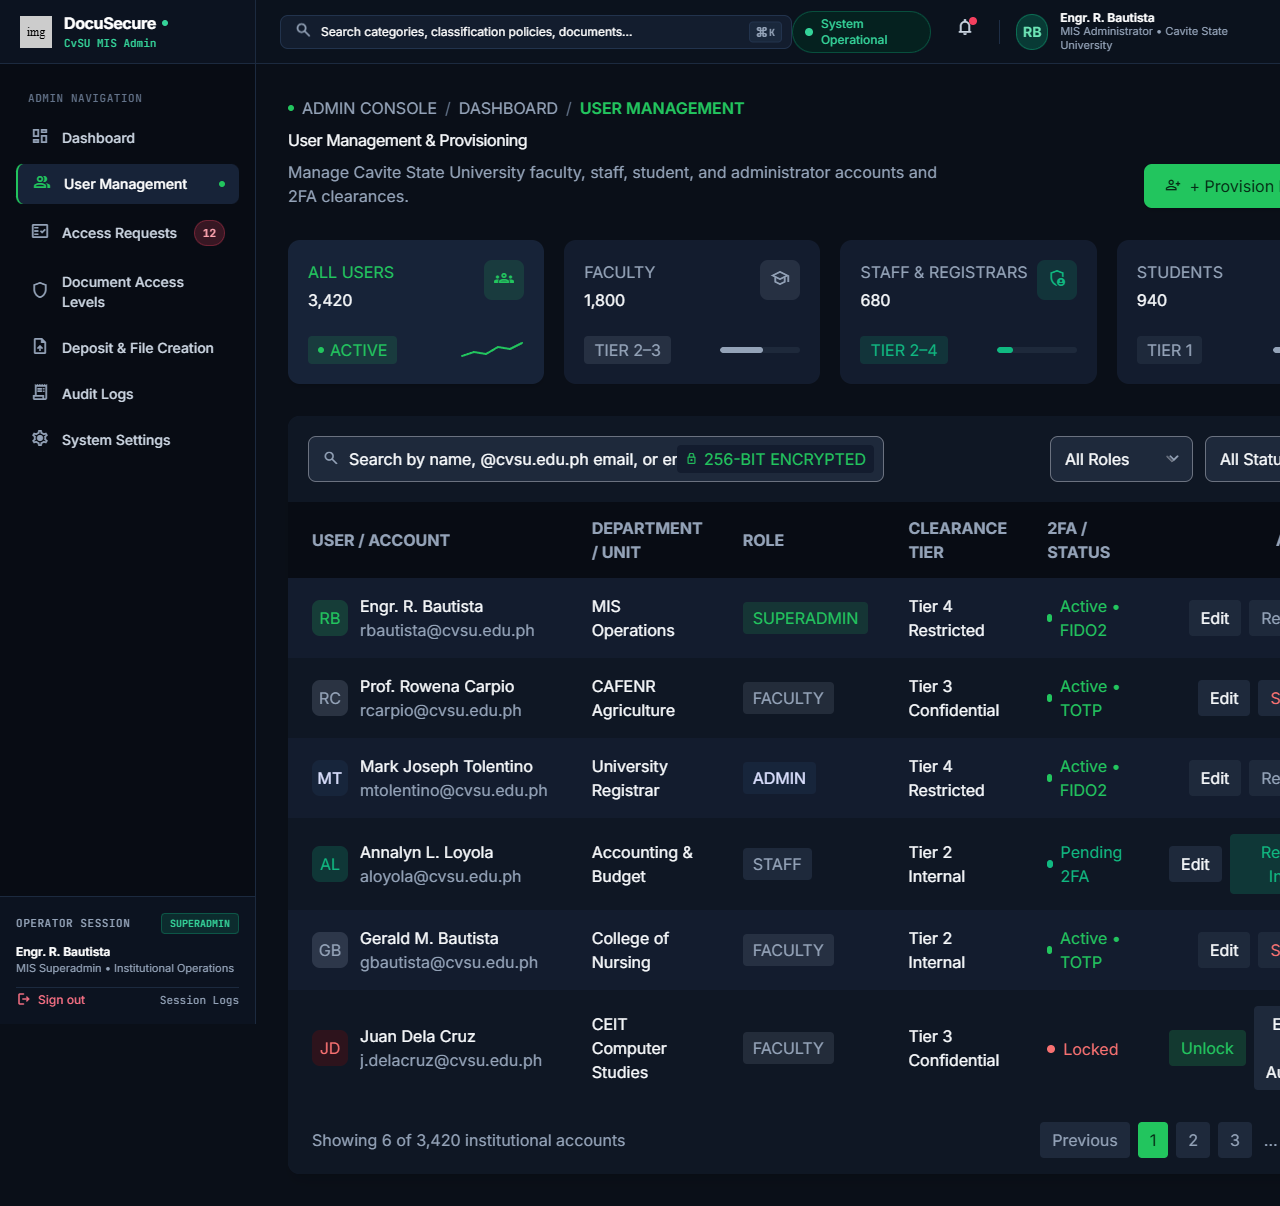 img
DocuSecure
CvSU MIS Admin
Search categories, classification policies, documents...
⌘K
System Operational
RB
Engr. R. Bautista
MIS Administrator • Cavite State University
ADMIN NAVIGATION
Dashboard
User Management
Access Requests
12
Document Access Levels
Deposit & File Creation
Audit Logs
System Settings
OPERATOR SESSION
SUPERADMIN
Engr. R. Bautista
MIS Superadmin • Institutional Operations
Sign out
Session Logs
ADMIN CONSOLE / DASHBOARD / USER MANAGEMENT
User Management & Provisioning
Manage Cavite State University faculty, staff, student, and administrator accounts and
2FA clearances.
+ Provision
ALL USERS
3,420
ACTIVE
FACULTY
1,800
TIER 2–3
STAFF & REGISTRARS
680
TIER 2–4
STUDENTS
940
TIER 1
Search by name, @cvsu.edu.ph email, or
256-BIT ENCRYPTED
All Roles
All
USER / ACCOUNT
DEPARTMENT / UNIT
ROLE
CLEARANCE TIER
2FA / STATUS
RB
Engr. R. Bautista
rbautista@cvsu.edu.ph
MIS Operations
SUPERADMIN
Tier 4 Restricted
Active • FIDO2
Edit
RC
Prof. Rowena Carpio
rcarpio@cvsu.edu.ph
CAFENR Agriculture
FACULTY
Tier 3 Confidential
Active • TOTP
Edit
MT
Mark Joseph Tolentino
mtolentino@cvsu.edu.ph
University Registrar
ADMIN
Tier 4 Restricted
Active • FIDO2
Edit
AL
Annalyn L. Loyola
aloyola@cvsu.edu.ph
Accounting & Budget
STAFF
Tier 2 Internal
Pending 2FA
Edit
GB
Gerald M. Bautista
gbautista@cvsu.edu.ph
College of Nursing
FACULTY
Tier 2 Internal
Active • TOTP
Edit
JD
Juan Dela Cruz
j.delacruz@cvsu.edu.ph
CEIT Computer Studies
FACULTY
Tier 3 Confidential
Locked
Unlock
Showing 6 of 3,420 institutional accounts
Previous
1
2
3
...